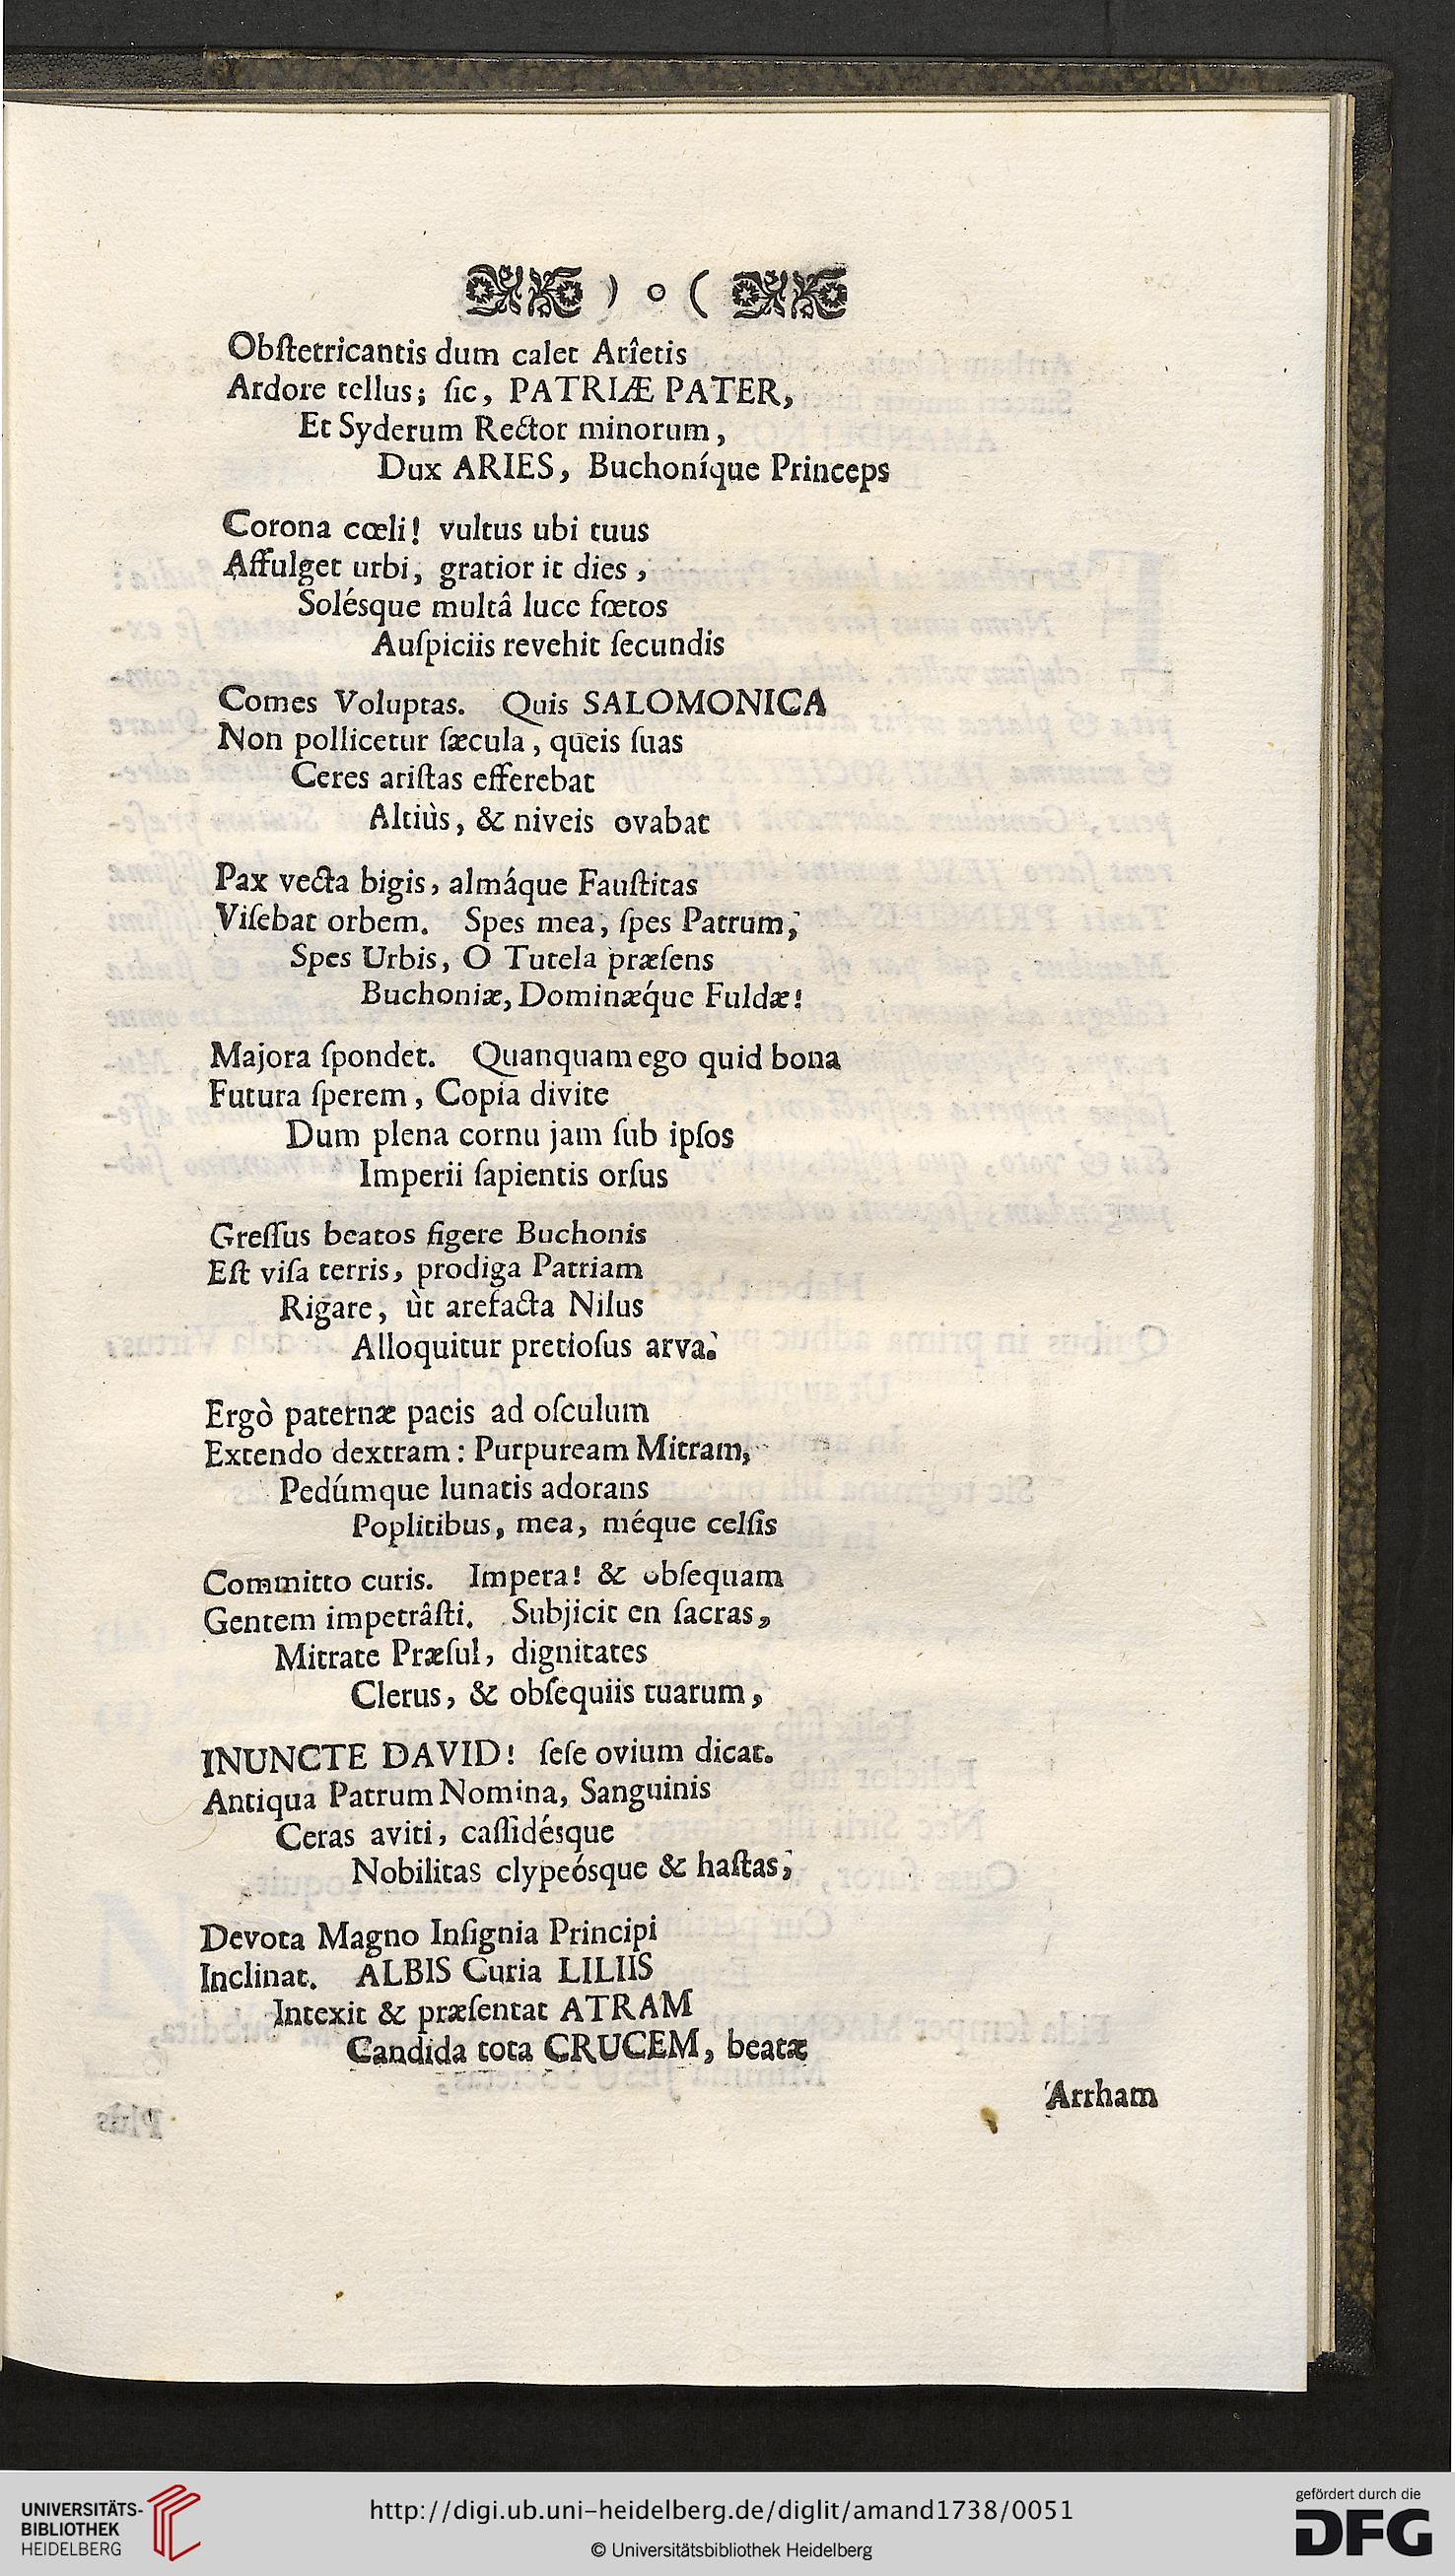 ) o (
Obſtetricantis dum calet Arîetis
Ardore tellus; ſic, PATRIÆ PATER,
Et Syderum Rector minorum,
Dux ARIES, Buchoníque Princeps
Corona cœli! vultus ubi tuus
Affulget urbi, gratior it dies,
Solésque multâ luce fœtos
Auſpiciis revehit ſecundis
Comes Voluptas. Quis SALOMONICA
Non pollicetur ſæcula, queis ſuas
Ceres ariſtas efferebat
Altiùs, & niveis ovabat
Pax vecta bigis, almáque Fauſtitas
Viſebat orbem. Spes mea, ſpes Patrum;
Spes Urbis, O Tutela præſens
Buchoniæ, Dominæq́ue Fuldæ!
Majora ſpondet. Quanquam ego quid bona
Futura ſperem, Copia divite
Dum plena cornu jam ſub ipſos
Imperii ſapientis orſus
Greſſus beatos figere Buchonis
Eſt viſa terris, prodiga Patriam
Rigare, ùt arefacta Nilus
Alloquitur pretioſus arva.
Ergò paternæ pacis ad oſculum
Extendo dextram: Purpuream Mitram,
Pedúmque lunatis adorans
Poplitibus, mea, méque celſis
Committo curis. Impera! & obſequam
Gentem impetrâſti. Subjicit en ſacras,
Mitrate Præſul, dignitates
Clerus, & obſequiis tuarum,
INUNCTE DAVID! ſeſe ovium dicat.
Antiqua Patrum Nomina, Sanguinis
Ceras aviti, caſſidésque
Nobilitas clypeósque & haſtas;
Devota Magno Inſignia Principi
Inclinat. ALBIS Curia LILIIS
Intexit & præſentat ATRAM
Candida tota CRUCEM, beatæ
Arrham
UNIVERSITÄTS-
BIBLIOTHEK
HEIDELBERG
http://digi.ub.uni-heidelberg.de/diglit/amand1738/0051
© Universitätsbibliothek Heidelberg
gefördert durch die
DFG